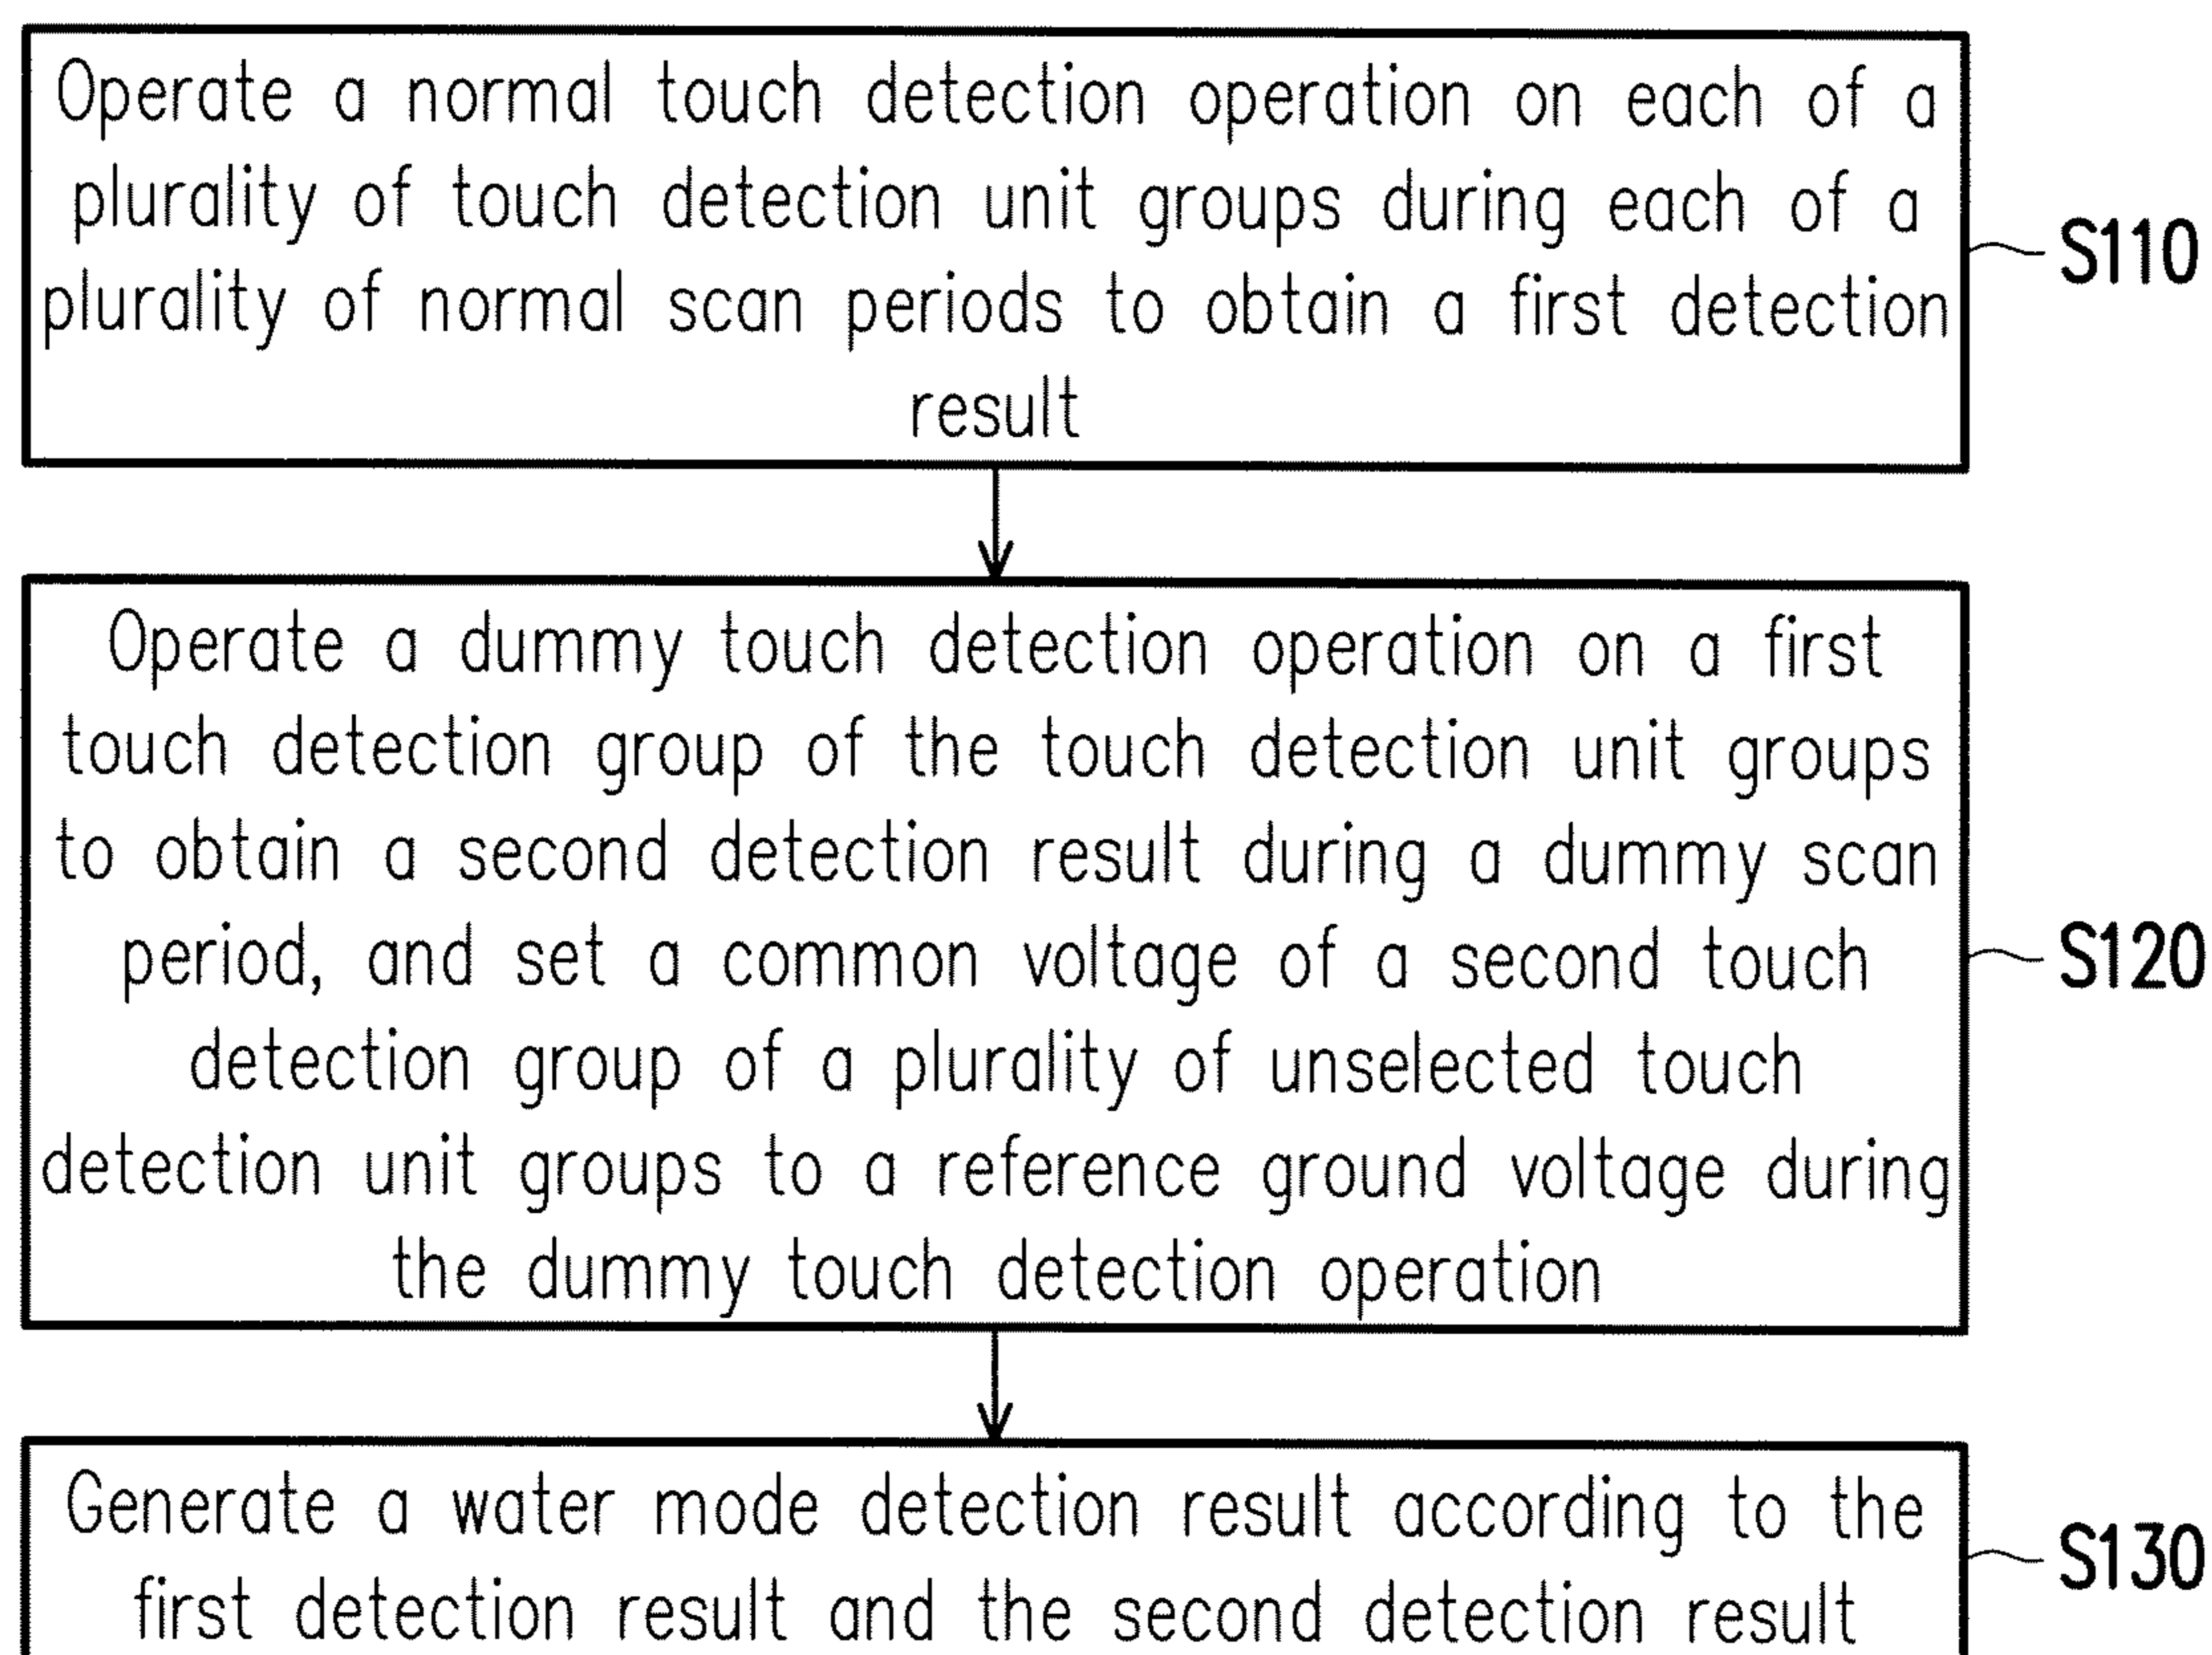 Operate a normal touch detection operation on each of a
plurality of touch detection unit groups during each of a
plurality of normal scan periods to obtain a first detection
result
S110
Operate a dummy touch detection operation on a first
touch detection group of the touch detection unit groups
to obtain a second detection result during a dummy scan
period, and set a common voltage of a second touch
detection group of a plurality of unselected touch
detection unit groups to a reference ground voltage during
the dummy touch detection operation
S120
Generate a water mode detection result according to the
first detection result and the second detection result
S130